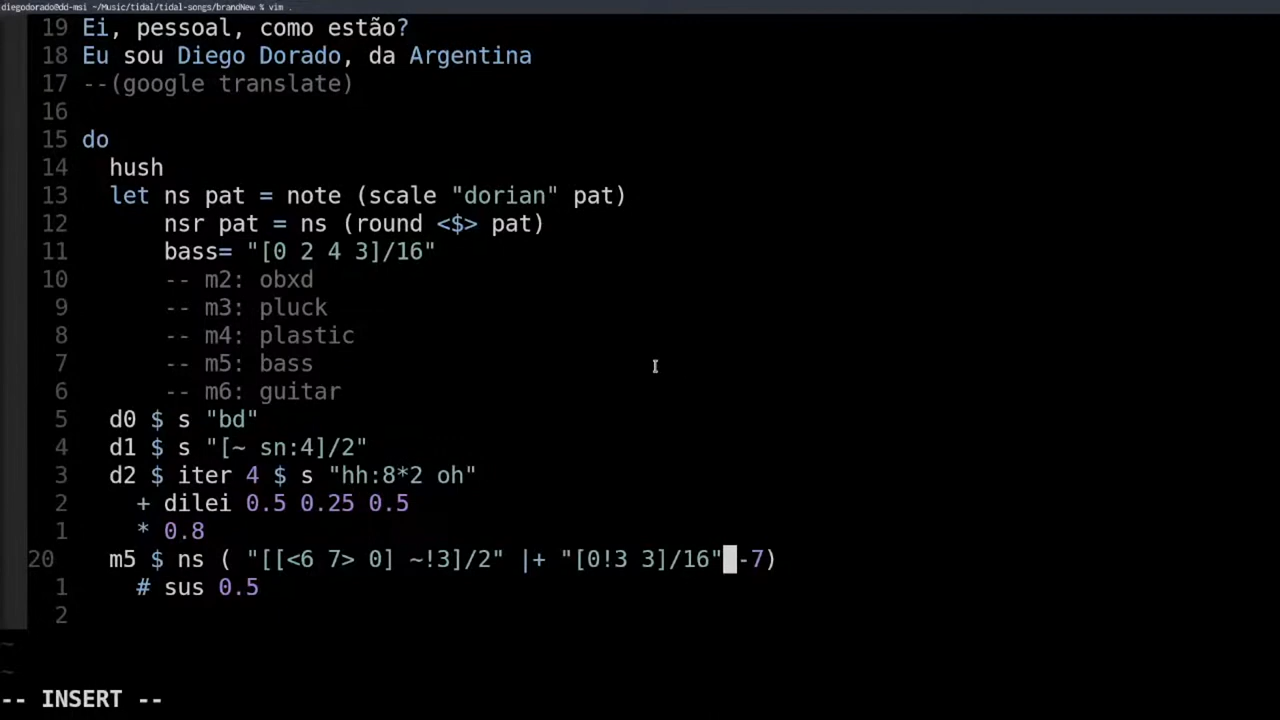 diegodorado@dd-msi ~/Music/tidal/tidal-songs/brandNew % vim .
19 Ei, pessoal, como estão?
18 Eu sou Diego Dorado, da Argentina
17 --(google translate)
16
15 do
14   hush
13   let ns pat = note (scale "dorian" pat)
12       nsr pat = ns (round <$> pat)
11       bass= "[0 2 4 3]/16"
10       -- m2: obxd
9       -- m3: pluck
8       -- m4: plastic
7       -- m5: bass
6       -- m6: guitar
5   d0 $ s "bd"
4   d1 $ s "[~ sn:4]/2"
3   d2 $ iter 4 $ s "hh:8*2 oh"
2     + dilei 0.5 0.25 0.5
1     * 0.8
20   m5 $ ns ( "[[<6 7> 0] ~!3]/2" |+ "[0!3 3]/16" -7)
1     # sus 0.5
2
~
~
-- INSERT --